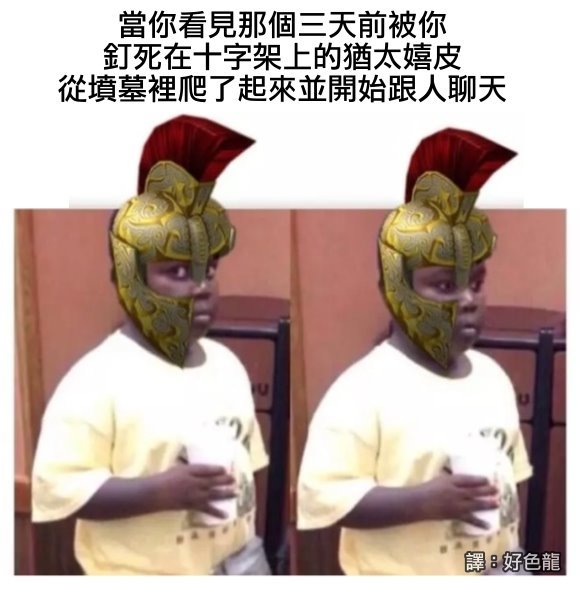 當你看見那個三天前被你
釘死在十字架上的猶太嬉皮
從墳墓裡爬了起來並開始跟人聊天
譯：好色龍